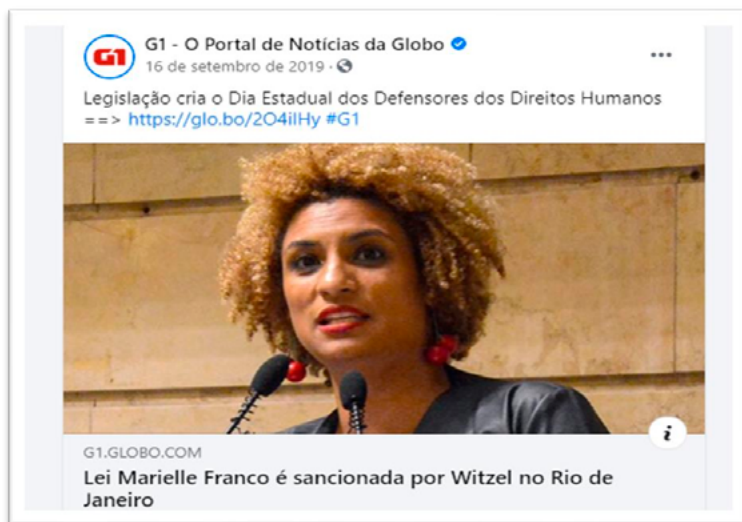 G1
G1 - O Portal de Notícias da Globo
16 de setembro de 2019 ·
Legislação cria o Dia Estadual dos Defensores dos Direitos Humanos
==> https://glo.bo/2O4ilHy #G1
G1.GLOBO.COM
Lei Marielle Franco é sancionada por Witzel no Rio de
Janeiro